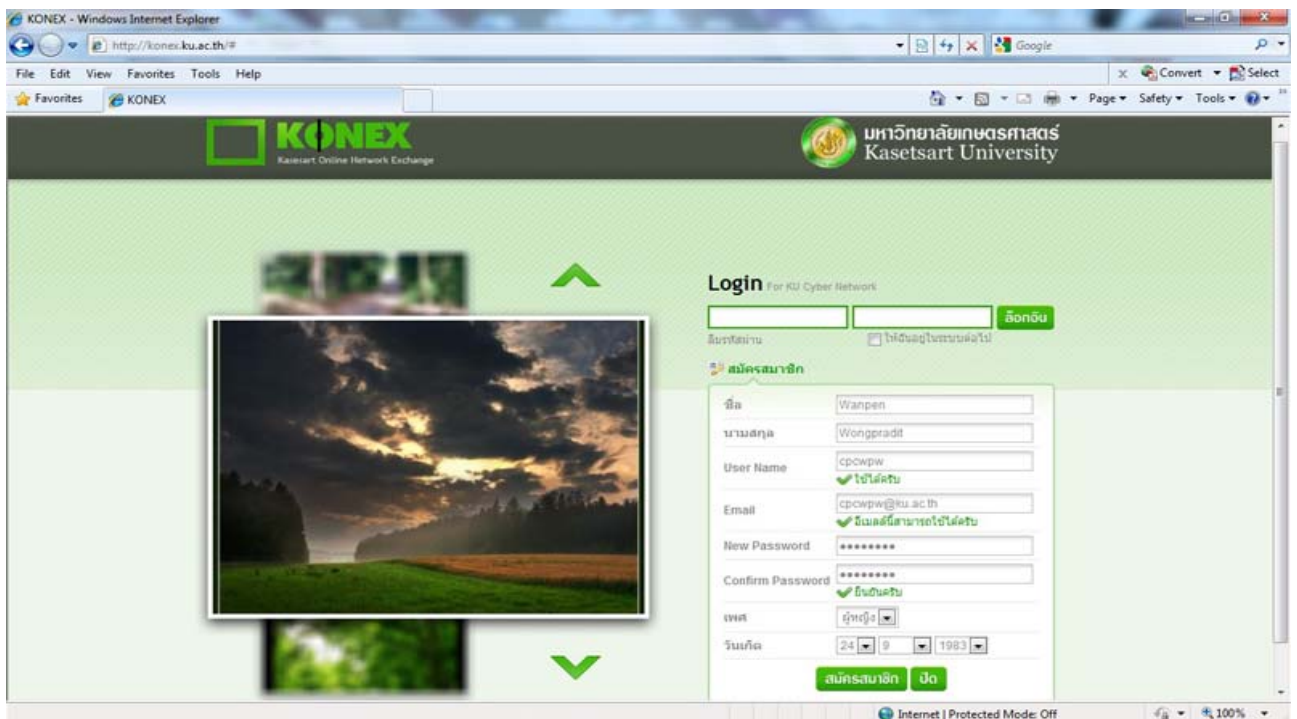 KONEX - Windows Internet Explorer
http://konex.ku.ac.th/#
Google
File Edit View Favorites Tools Help
Convert Select
Favorites KONEX
Page Safety Tools
KONEX
Kasetsart Online Network Exchange
มหาวิทยาลัยเกษตรศาสตร์
Kasetsart University
Login For KU Cyber Network
ล็อกอิน
ลืมรหัสผ่าน ให้ฉันอยู่ในระบบต่อไป
สมัครสมาชิก
ชื่อ Wanpen
นามสกุล Wongpradit
User Name cpcwpw
ใช้ได้ครับ
Email cpcwpw@ku.ac.th
อีเมลล์นี้สามารถใช้ได้ครับ
New Password ••••••••
Confirm Password ••••••••
ยืนยันครับ
เพศ ผู้หญิง
วันเกิด 24 9 1983
สมัครสมาชิก ปิด
Internet | Protected Mode: Off 100%